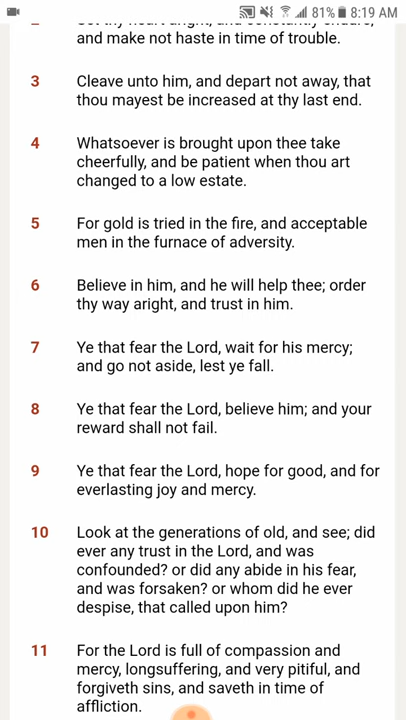 81% 8:19 AM
2 Set thy heart aright, and constantly endure,
and make not haste in time of trouble.
3 Cleave unto him, and depart not away, that
thou mayest be increased at thy last end.
4 Whatsoever is brought upon thee take
cheerfully, and be patient when thou art
changed to a low estate.
5 For gold is tried in the fire, and acceptable
men in the furnace of adversity.
6 Believe in him, and he will help thee; order
thy way aright, and trust in him.
7 Ye that fear the Lord, wait for his mercy;
and go not aside, lest ye fall.
8 Ye that fear the Lord, believe him; and your
reward shall not fail.
9 Ye that fear the Lord, hope for good, and for
everlasting joy and mercy.
10 Look at the generations of old, and see; did
ever any trust in the Lord, and was
confounded? or did any abide in his fear,
and was forsaken? or whom did he ever
despise, that called upon him?
11 For the Lord is full of compassion and
mercy, longsuffering, and very pitiful, and
forgiveth sins, and saveth in time of
affliction.